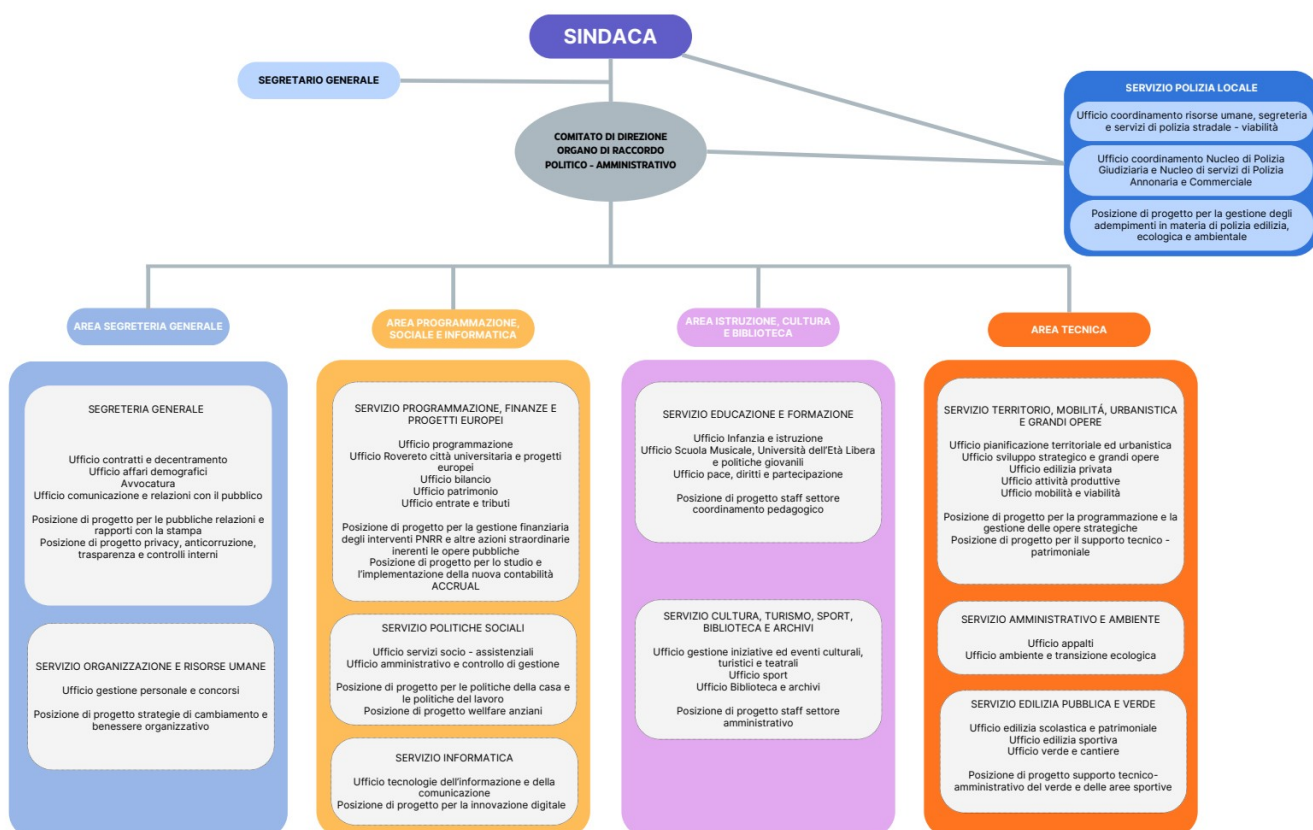 SINDACA
SEGRETARIO GENERALE
COMITATO DI DIREZIONE
ORGANO DI RACCORDO
POLITICO - AMMINISTRATIVO
SERVIZIO POLIZIA LOCALE
Ufficio coordinamento risorse umane, segreteria
e servizi di polizia stradale - viabilità
Ufficio coordinamento Nucleo di Polizia
Giudiziaria e Nucleo di servizi di Polizia
Annonaria e Commerciale
Posizione di progetto per la gestione degli
adempimenti in materia di polizia edilizia,
ecologica e ambientale
AREA SEGRETERIA GENERALE
SEGRETERIA GENERALE
Ufficio contratti e decentramento
Ufficio affari demografici
Avvocatura
Ufficio comunicazione e relazioni con il pubblico
Posizione di progetto per le pubbliche relazioni e
rapporti con la stampa
Posizione di progetto privacy, anticorruzione,
trasparenza e controlli interni
SERVIZIO ORGANIZZAZIONE E RISORSE UMANE
Ufficio gestione personale e concorsi
Posizione di progetto strategie di cambiamento e
benessere organizzativo
AREA PROGRAMMAZIONE,
SOCIALE E INFORMATICA
SERVIZIO PROGRAMMAZIONE, FINANZE E
PROGETTI EUROPEI
Ufficio programmazione
Ufficio Rovereto città universitaria e progetti
europei
Ufficio bilancio
Ufficio patrimonio
Ufficio entrate e tributi
Posizione di progetto per la gestione finanziaria
degli interventi PNRR e altre azioni straordinarie
inerenti le opere pubbliche
Posizione di progetto per lo studio e
l'implementazione della nuova contabilità
ACCRUAL
SERVIZIO POLITICHE SOCIALI
Ufficio servizi socio - assistenziali
Ufficio amministrativo e controllo di gestione
Posizione di progetto per le politiche della casa e
le politiche del lavoro
Posizione di progetto wellfare anziani
SERVIZIO INFORMATICA
Ufficio tecnologie dell'informazione e della
comunicazione
Posizione di progetto per la innovazione digitale
AREA ISTRUZIONE, CULTURA
E BIBLIOTECA
SERVIZIO EDUCAZIONE E FORMAZIONE
Ufficio Infanzia e istruzione
Ufficio Scuola Musicale, Università dell'Età Libera
e politiche giovanili
Ufficio pace, diritti e partecipazione
Posizione di progetto staff settore
coordinamento pedagogico
SERVIZIO CULTURA, TURISMO, SPORT,
BIBLIOTECA E ARCHIVI
Ufficio gestione iniziative ed eventi culturali,
turistici e teatrali
Ufficio sport
Ufficio Biblioteca e archivi
Posizione di progetto staff settore
amministrativo
AREA TECNICA
SERVIZIO TERRITORIO, MOBILITÁ, URBANISTICA
E GRANDI OPERE
Ufficio pianificazione territoriale ed urbanistica
Ufficio sviluppo strategico e grandi opere
Ufficio edilizia privata
Ufficio attività produttive
Ufficio mobilità e viabilità
Posizione di progetto per la programmazione e la
gestione delle opere strategiche
Posizione di progetto per il supporto tecnico -
patrimoniale
SERVIZIO AMMINISTRATIVO E AMBIENTE
Ufficio appalti
Ufficio ambiente e transizione ecologica
SERVIZIO EDILIZIA PUBBLICA E VERDE
Ufficio edilizia scolastica e patrimoniale
Ufficio edilizia sportiva
Ufficio verde e cantiere
Posizione di progetto supporto tecnico-
amministrativo del verde e delle aree sportive